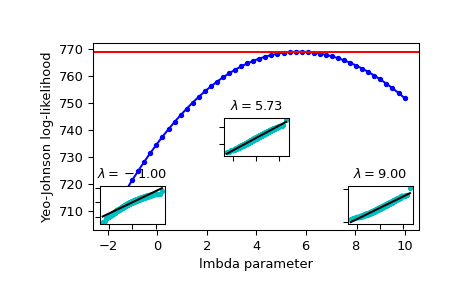 770
760
750
740
730
720
710
Yeo-Johnson log-likelihood
λ = 5.73
λ = −1.00
λ = 9.00
−2 0 2 4 6 8 10
lmbda parameter